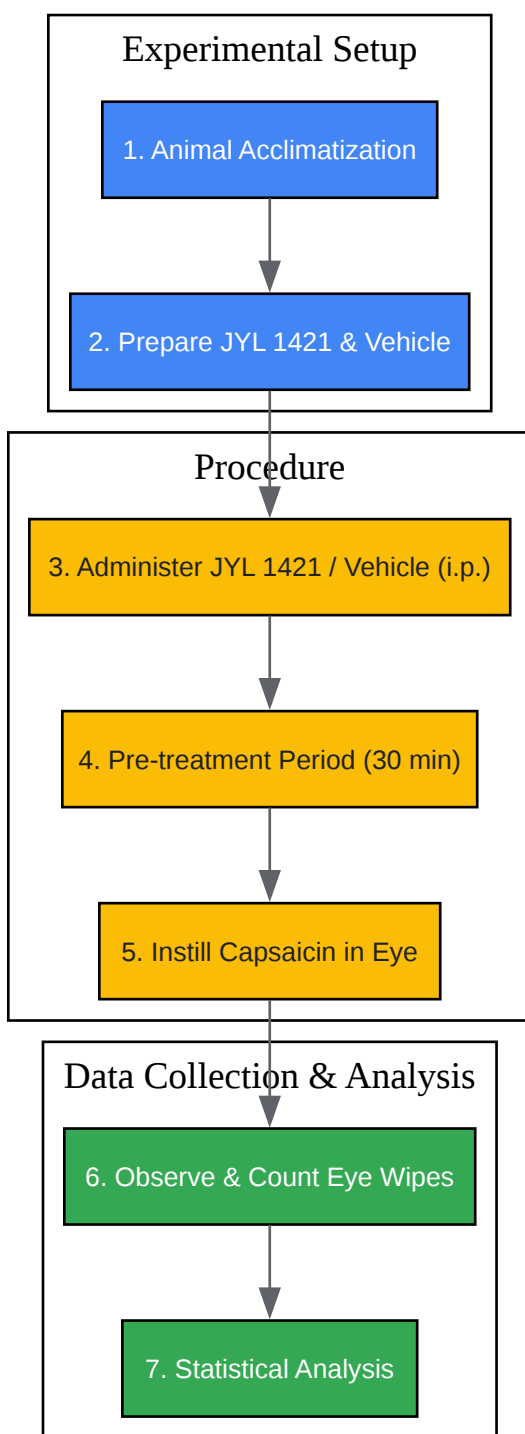 Experimental Setup
1. Animal Acclimatization
2. Prepare JYL 1421 & Vehicle
Procedure
3. Administer JYL 1421 / Vehicle (i.p.)
4. Pre-treatment Period (30 min)
5. Instill Capsaicin in Eye
Data Collection & Analysis
6. Observe & Count Eye Wipes
7. Statistical Analysis